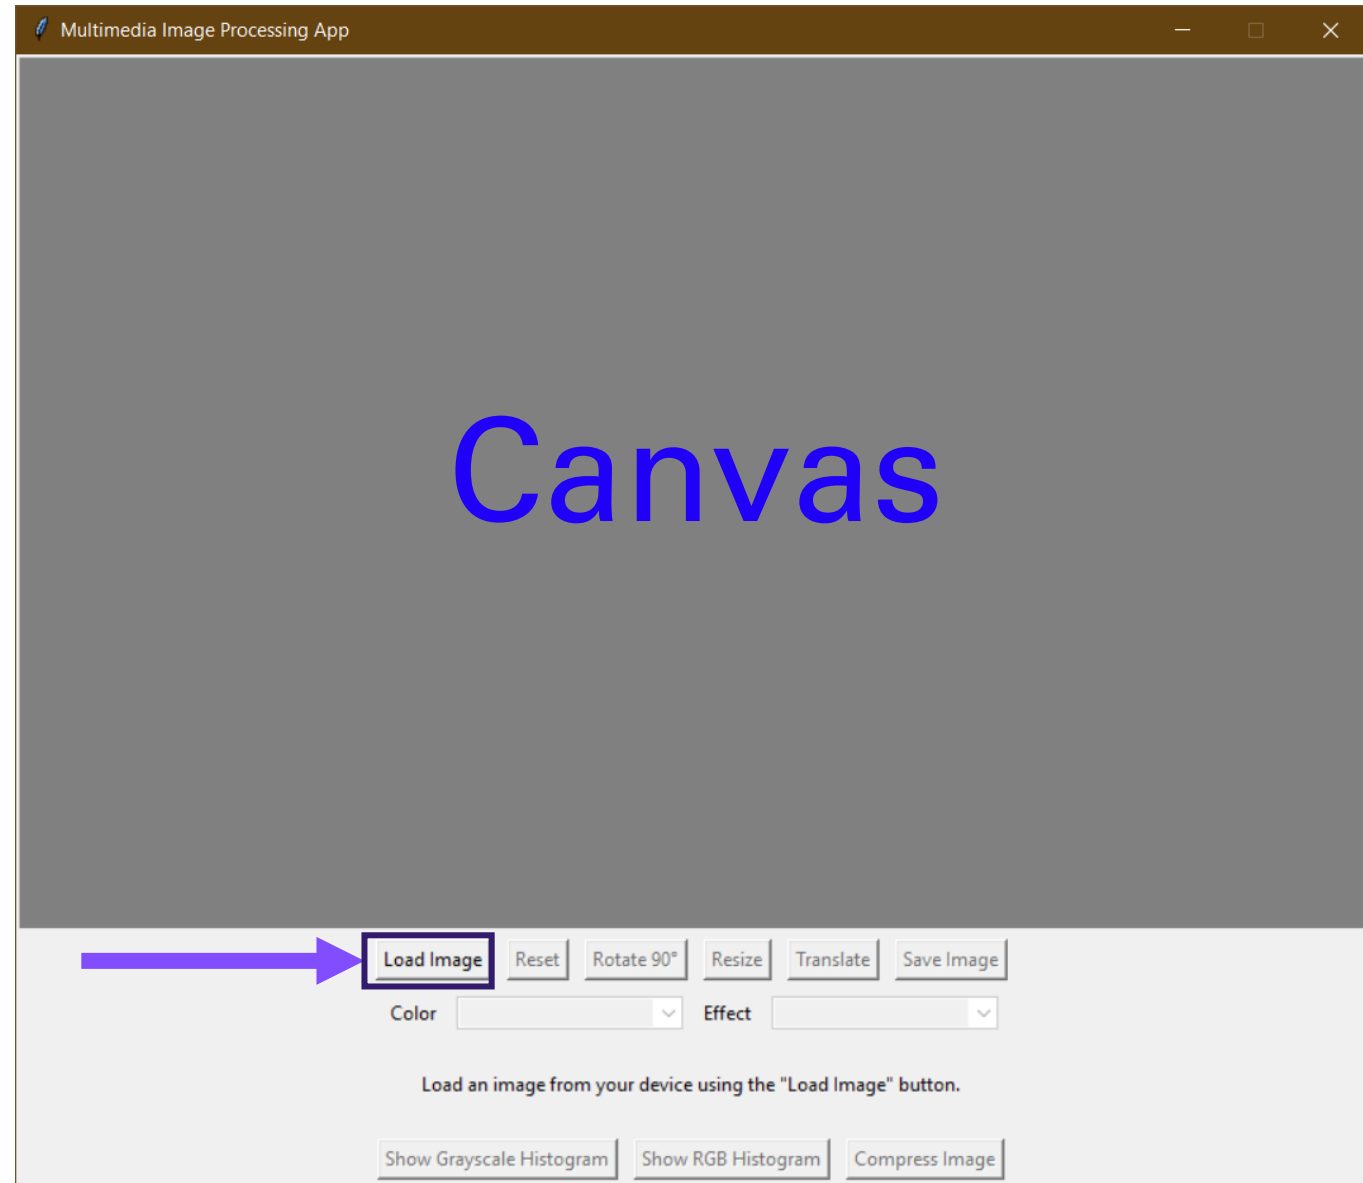 Multimedia Image Processing App
Canvas
Load Image Reset Rotate 90° Resize Translate Save Image
Color Effect
Load an image from your device using the "Load Image" button.
Show Grayscale Histogram Show RGB Histogram Compress Image